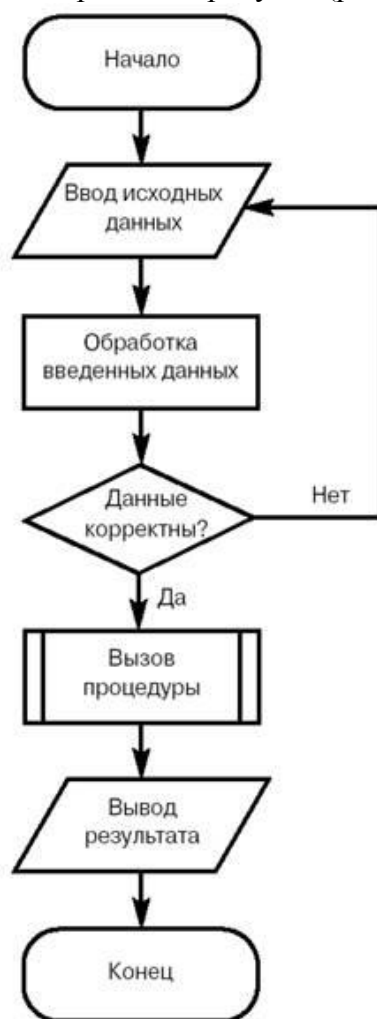 Начало
Ввод исходных
данных
Обработка
введенных данных
Данные
корректны?
Нет
Да
Вызов
процедуры
Вывод
результата
Конец